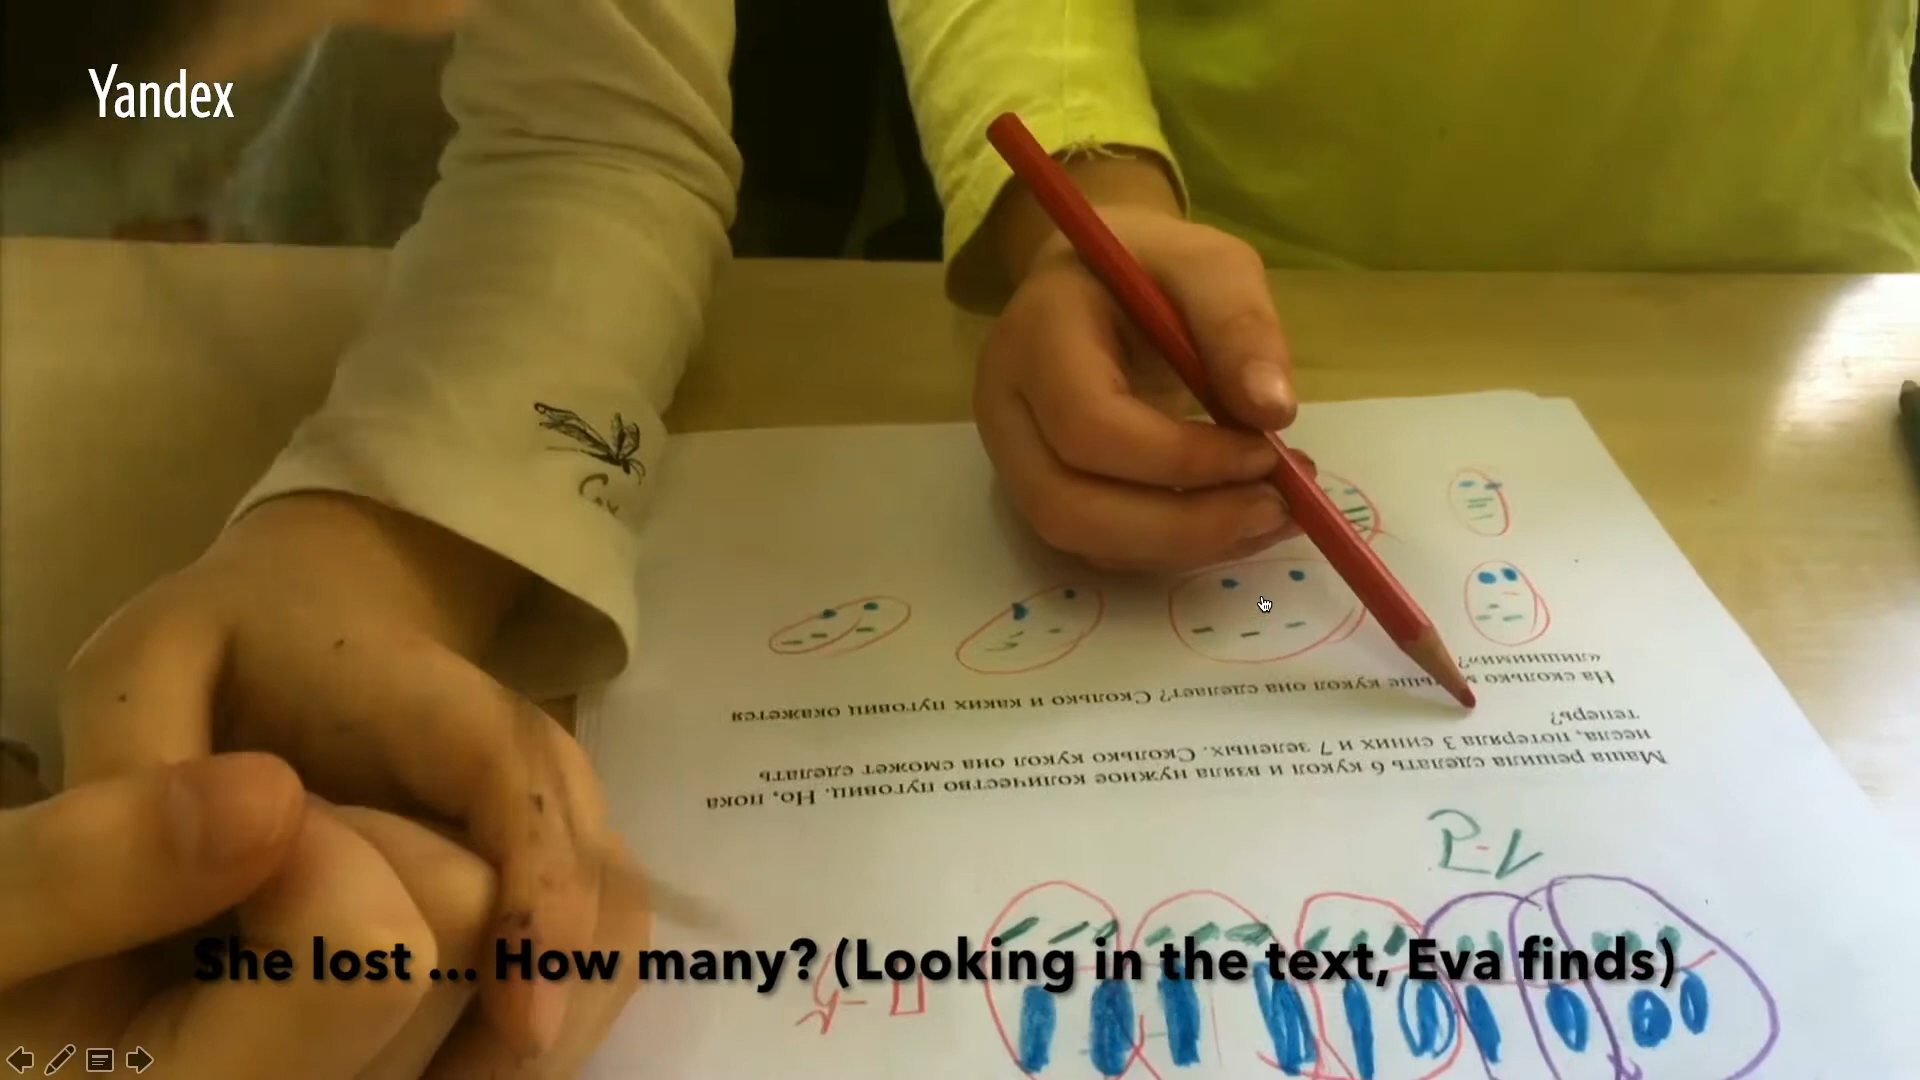 Yandex
Маша решила сделать 6 кукол и взяла нужное количество пуговиц. Но, пока
несла, потеряла 3 синих и 7 зеленых. Сколько кукол она сможет сделать
теперь?
На сколько меньше кукол она сделает? Сколько и каких пуговиц окажется
«лишними»?
She lost ... How many? (Looking in the text, Eva finds)